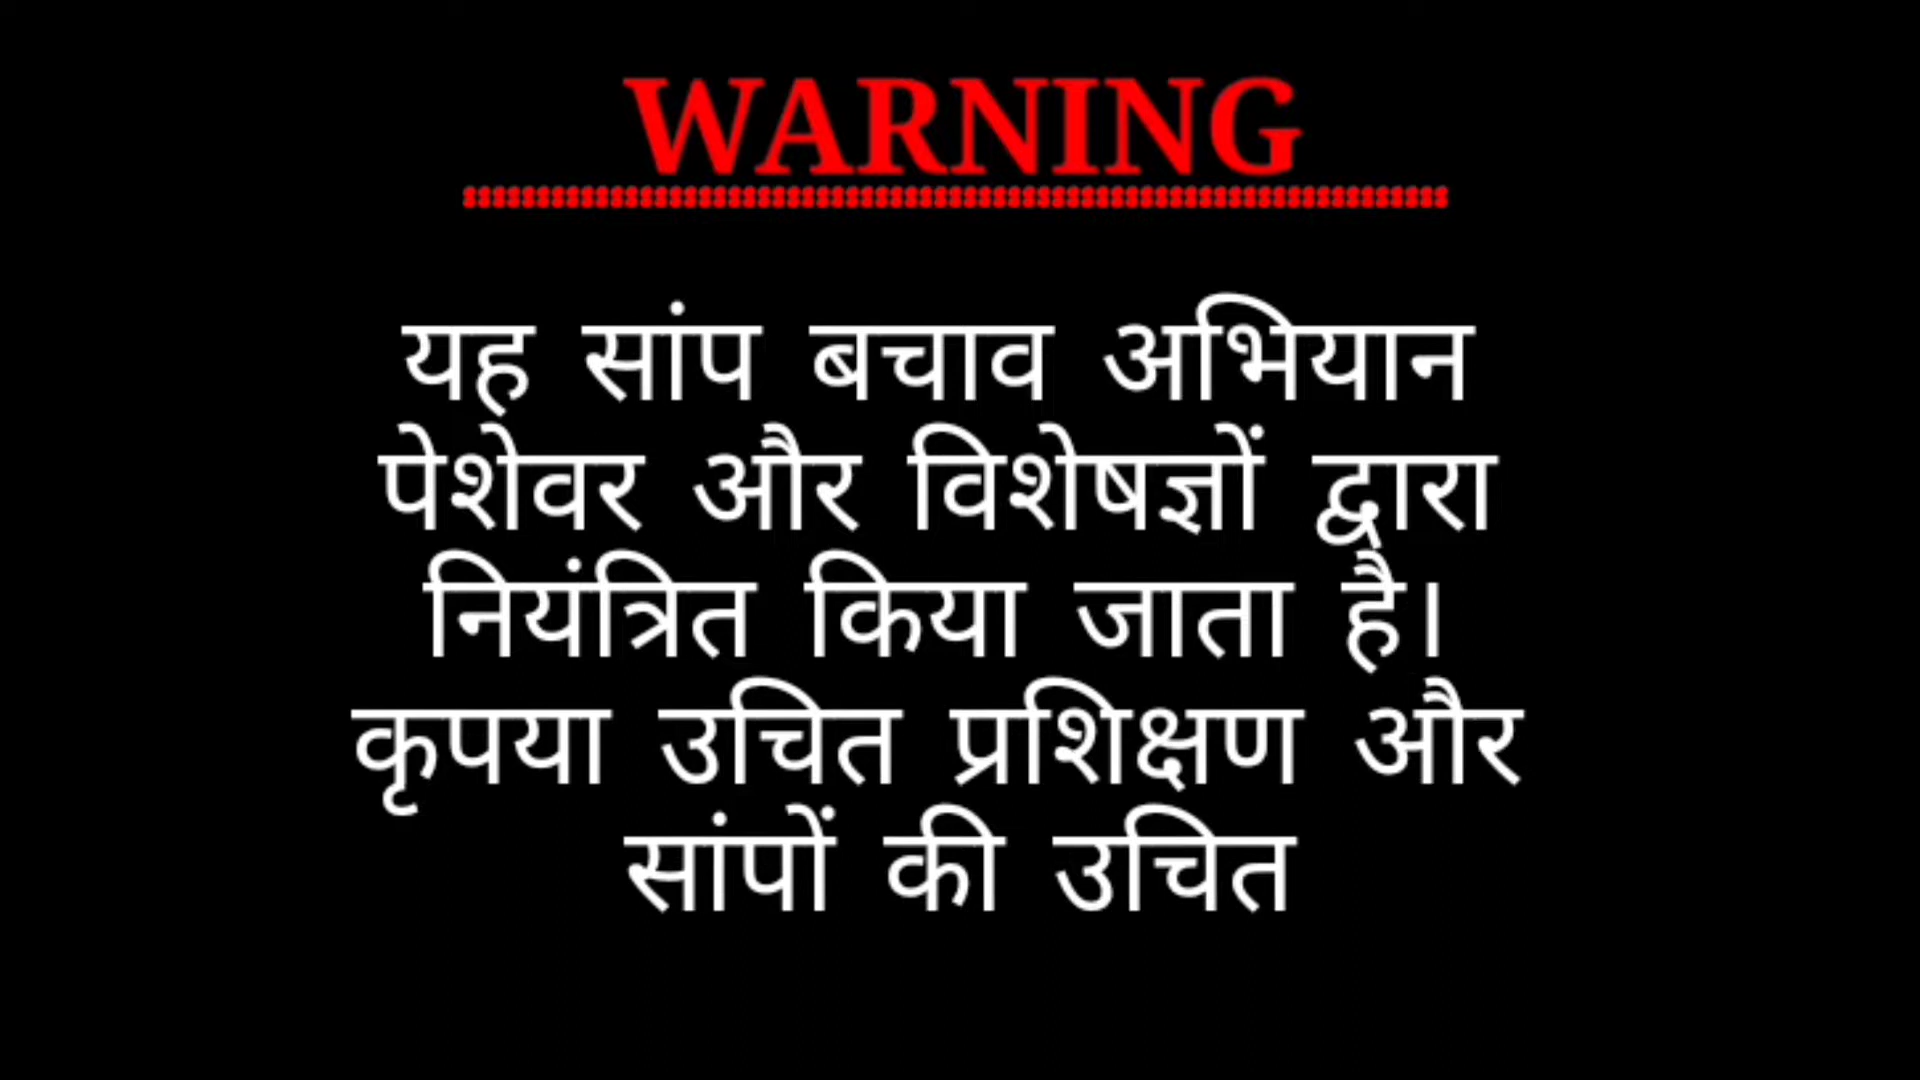 WARNING
यह सांप बचाव अभियान
पेशेवर और विशेषज्ञों द्वारा
नियंत्रित किया जाता है।
कृपया उचित प्रशिक्षण और
सांपों की उचित